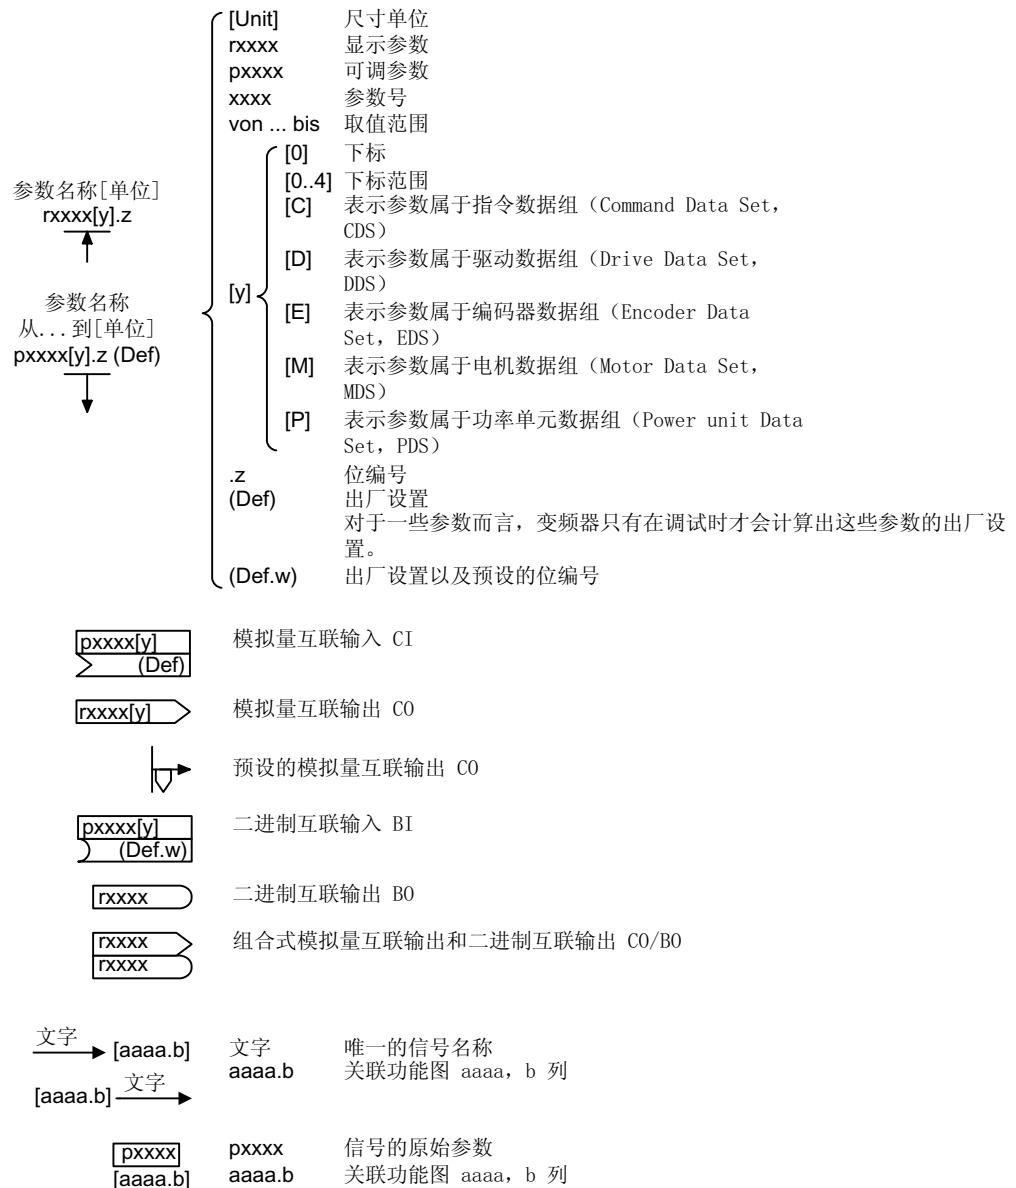 [Unit] 尺寸单位
rxxxx 显示参数
pxxxx 可调参数
xxxx 参数号
von ... bis 取值范围
[0] 下标
[0..4] 下标范围
参数名称[单位]
rxxxx[y].z
[C] 表示参数属于指令数据组（Command Data Set，
CDS）
[D] 表示参数属于驱动数据组（Drive Data Set，
DDS）
[y]
参数名称
从...到[单位]
pxxxx[y].z (Def)
[E] 表示参数属于编码器数据组（Encoder Data
Set，EDS）
[M] 表示参数属于电机数据组（Motor Data Set，
MDS）
[P] 表示参数属于功率单元数据组（Power unit Data
Set，PDS）
.z 位编号
(Def) 出厂设置
对于一些参数而言，变频器只有在调试时才会计算出这些参数的出厂设
置。
(Def.w) 出厂设置以及预设的位编号
pxxxx[y]
(Def)
模拟量互联输入 CI
rxxxx[y] 模拟量互联输出 CO
预设的模拟量互联输出 CO
pxxxx[y]
(Def.w)
二进制互联输入 BI
rxxxx 二进制互联输出 BO
rxxxx
rxxxx
组合式模拟量互联输出和二进制互联输出 CO/BO
文字 [aaaa.b] 文字 唯一的信号名称
aaaa.b 关联功能图 aaaa，b 列
[aaaa.b] 文字
pxxxx pxxxx 信号的原始参数
[aaaa.b] aaaa.b 关联功能图 aaaa，b 列